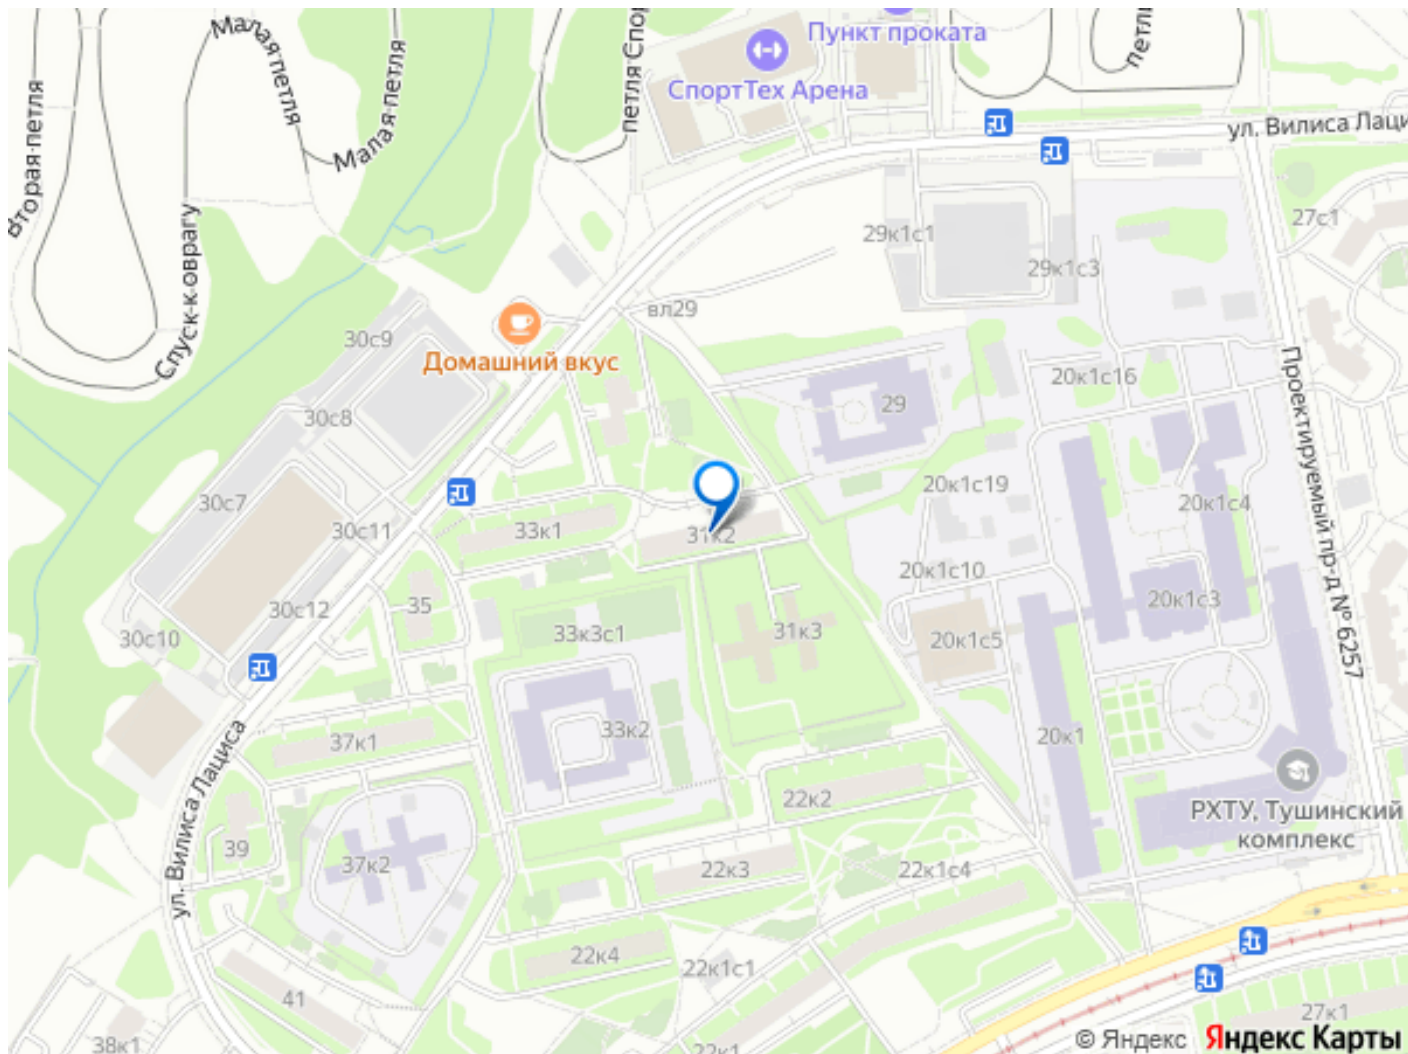 Малая петля
Малая петля
петля Спор
Пункт проката
СпортТех Арена
петля
ул. Вилиса Лаци
Вторая петля
Спуск к оврагу
27с1
29к1с1
29к1с3
вл29
30с9
Домашний вкус
Проектируемый пр-д № 6257
20к1с16
29
30с8
30с7
20к1с19
20к1с4
30с11
33к1
31к2
20к1с10
20к1с3
30с12
35
30с10
33к3с1
31к3
20к1с5
33к2
37к1
20к1
ул. Вилиса Лациса
22к2
РХТУ, Тушинский
комплекс
39
37к2
22к3
22к1с4
22к4
22к1с1
41
27к1
38к1
22к1
© Яндекс Яндекс Карты